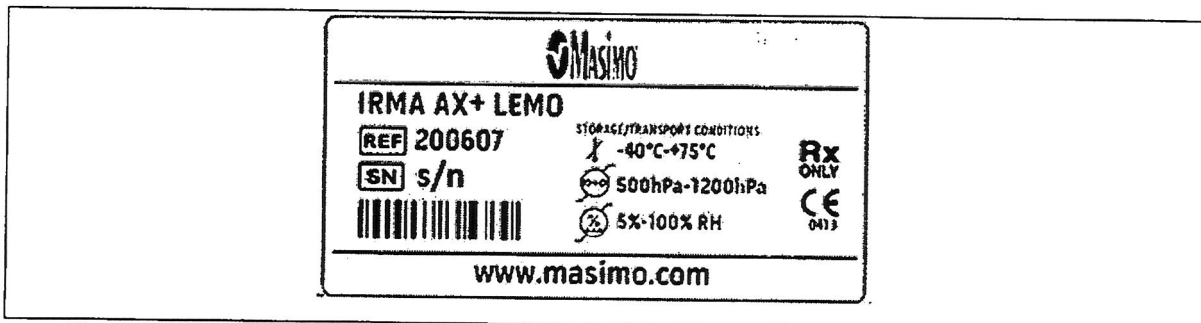 Masimo
IRMA AX+ LEMO
REF 200607
SN s/n
STORAGE/TRANSPORT CONDITIONS
-40°C-+75°C
500hPa-1200hPa
5%-100% RH
Rx
ONLY
CE
0413
www.masimo.com